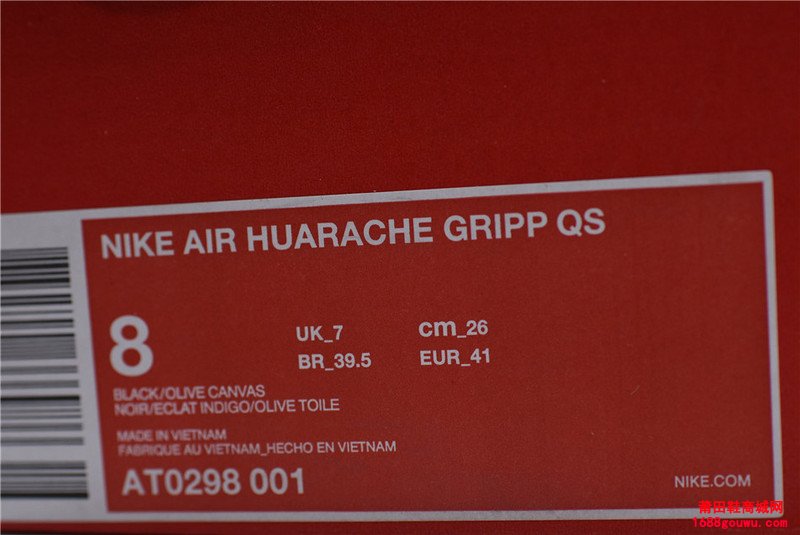 NIKE AIR HUARACHE GRIPP QS
8
UK_7 cm_26
BR_39.5 EUR_41
BLACK/OLIVE CANVAS
NOIR/ECLAT INDIGO/OLIVE TOILE
MADE IN VIETNAM
FABRIQUE AU VIETNAM_HECHO EN VIETNAM
AT0298 001
NIKE.COM
莆田鞋高城网
1688gouwu.com